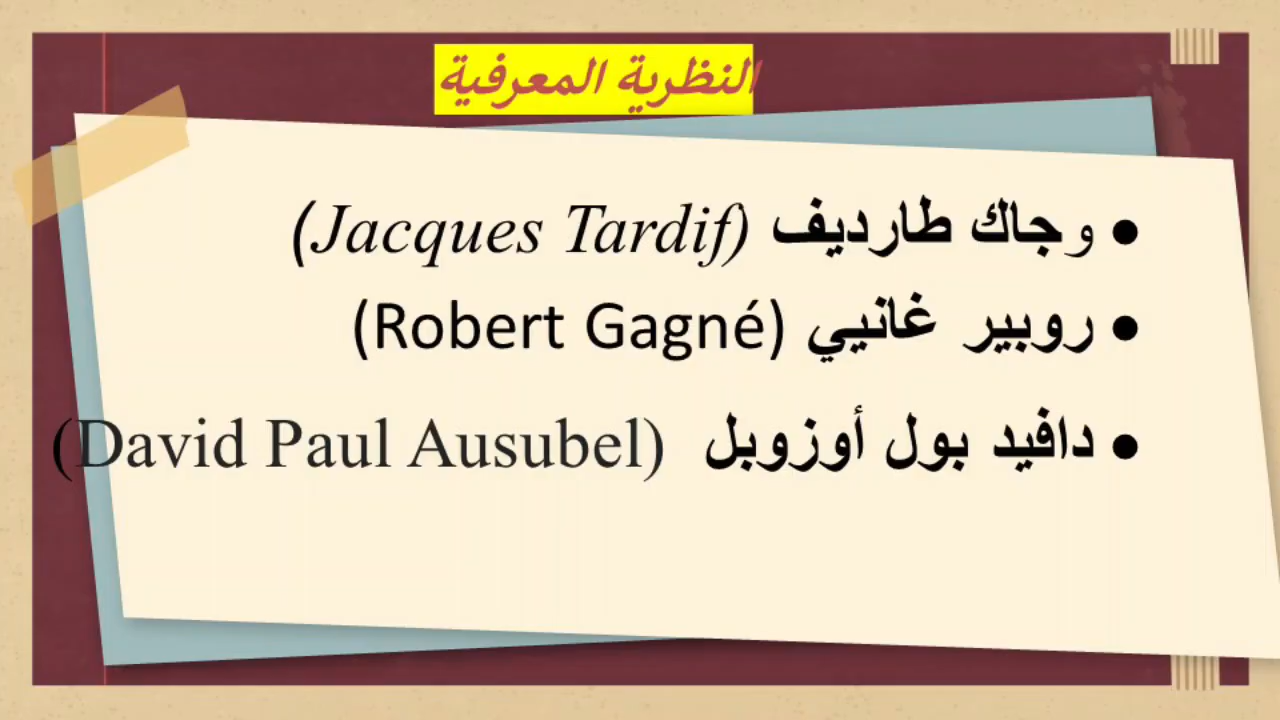 النظرية المعرفية
• وجاك طارديف (Jacques Tardif)
• روبير غانيي (Robert Gagné)
• دافيد بول أوزوبل (David Paul Ausubel)